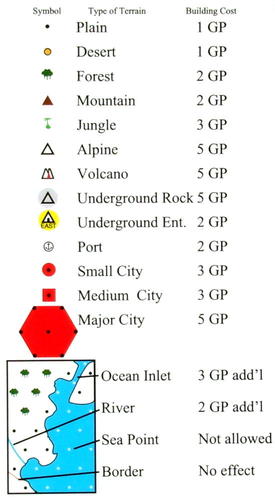 Symbol Type of Terrain Building Cost
Plain 1 GP
Desert 1 GP
Forest 2 GP
Mountain 2 GP
Jungle 3 GP
Alpine 5 GP
Volcano 5 GP
Underground Rock 5 GP
EAST Underground Ent. 2 GP
Port 2 GP
Small City 3 GP
Medium City 3 GP
Major City 5 GP
Ocean Inlet 3 GP add'l
River 2 GP add'l
Sea Point Not allowed
Border No effect